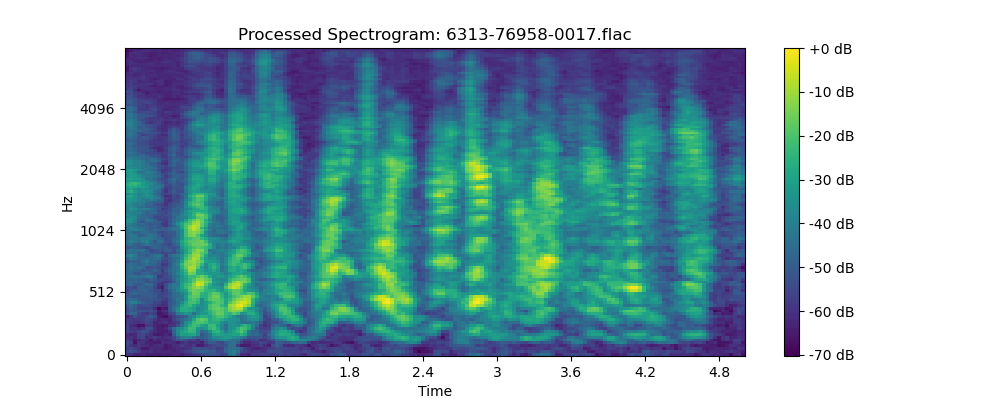 Processed Spectrogram: 6313-76958-0017.flac
Hz
4096
2048
1024
512
0
0 0.6 1.2 1.8 2.4 3 3.6 4.2 4.8
Time
+0 dB
-10 dB
-20 dB
-30 dB
-40 dB
-50 dB
-60 dB
-70 dB